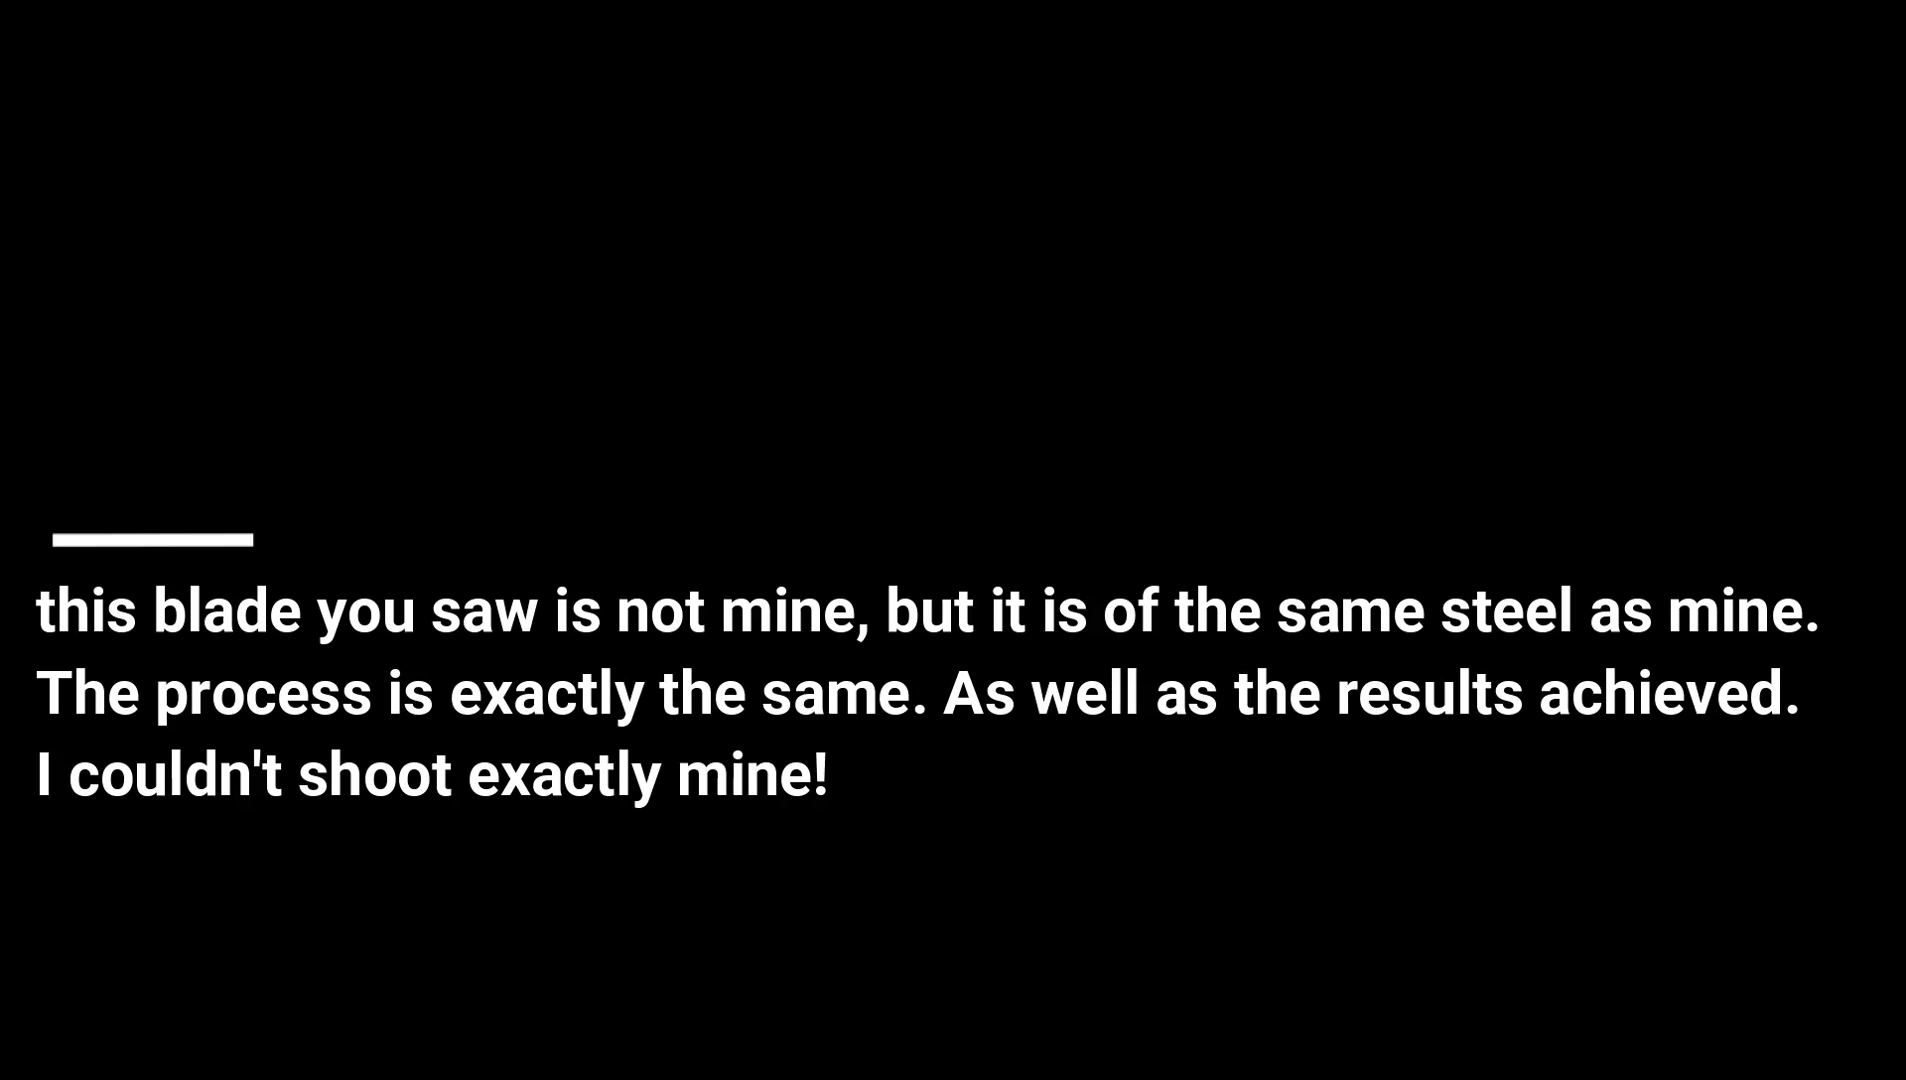 this blade you saw is not mine, but it is of the same steel as mine.
The process is exactly the same. As well as the results achieved.
I couldn't shoot exactly mine!